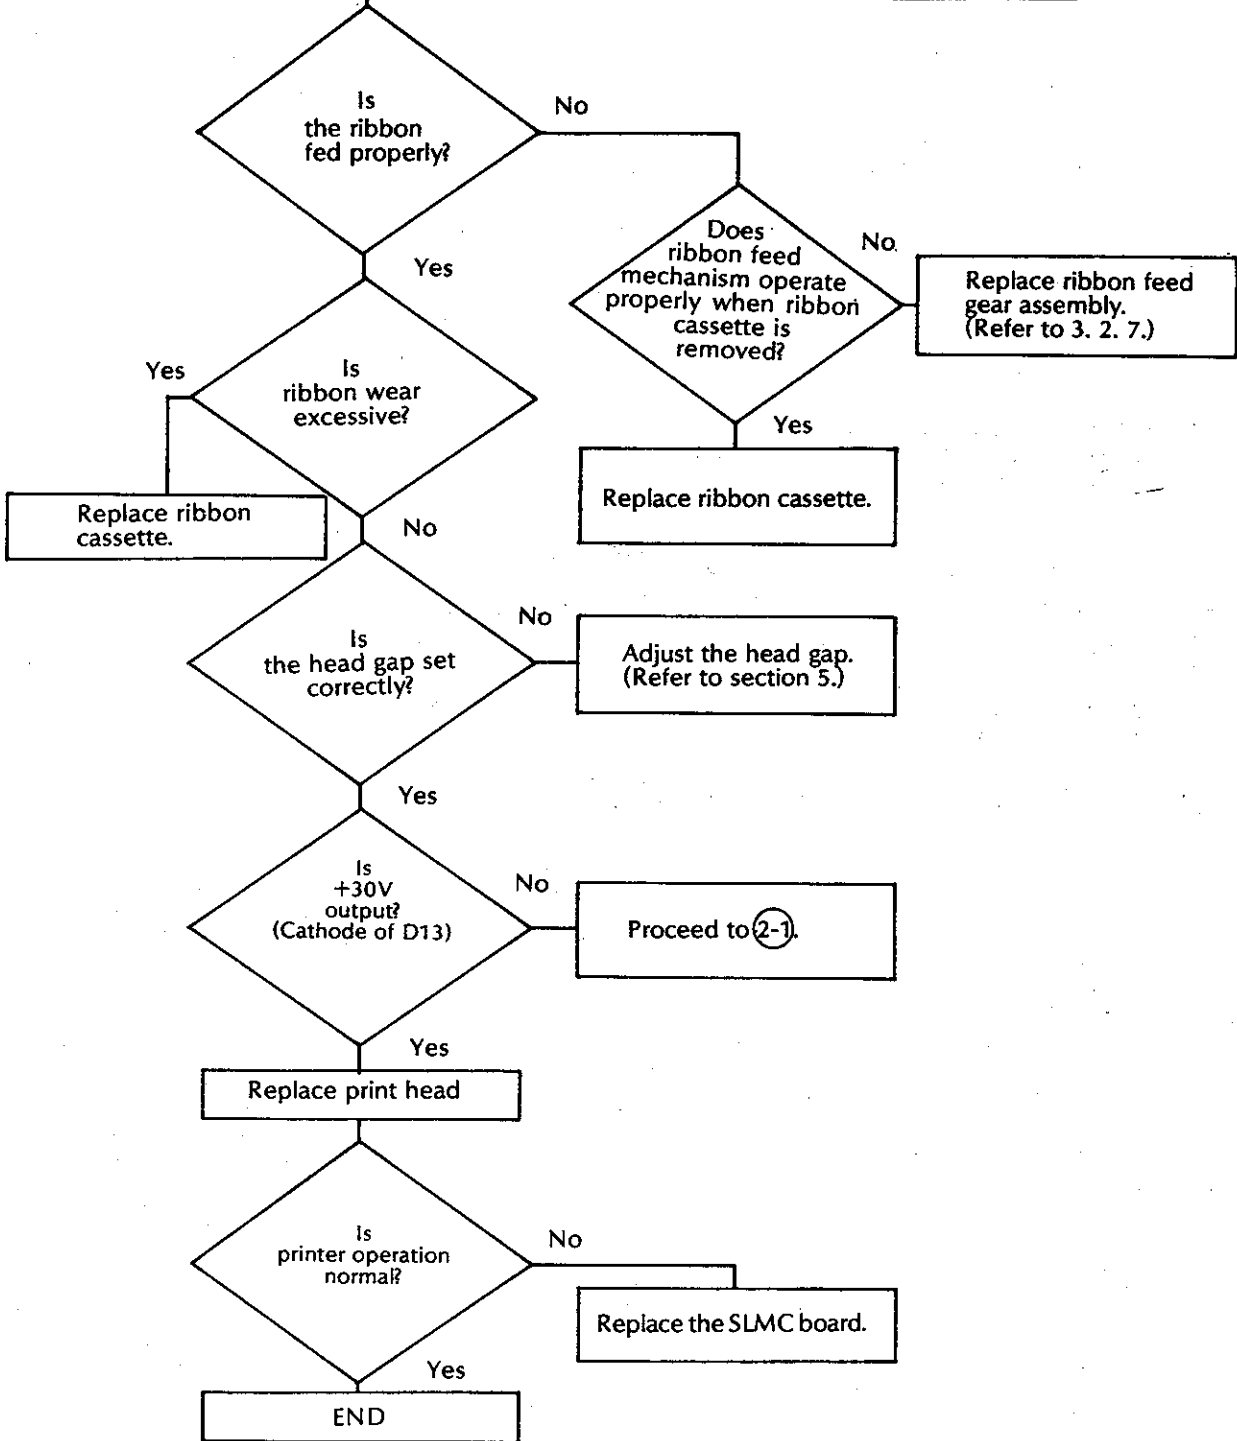 Is
the ribbon
fed properly?
No
Yes
Does
ribbon feed
mechanism operate
properly when ribbon
cassette is
removed?
No.
Replace ribbon feed
gear assembly.
(Refer to 3. 2. 7.)
Yes
Replace ribbon cassette.
Is
ribbon wear
excessive?
Yes
Replace ribbon
cassette.
No
Is
the head gap set
correctly?
No
Adjust the head gap.
(Refer to section 5.)
Yes
Is
+30V
output?
(Cathode of D13)
No
Proceed to 2-1.
Yes
Replace print head
Is
printer operation
normal?
No
Replace the SLMC board.
Yes
END